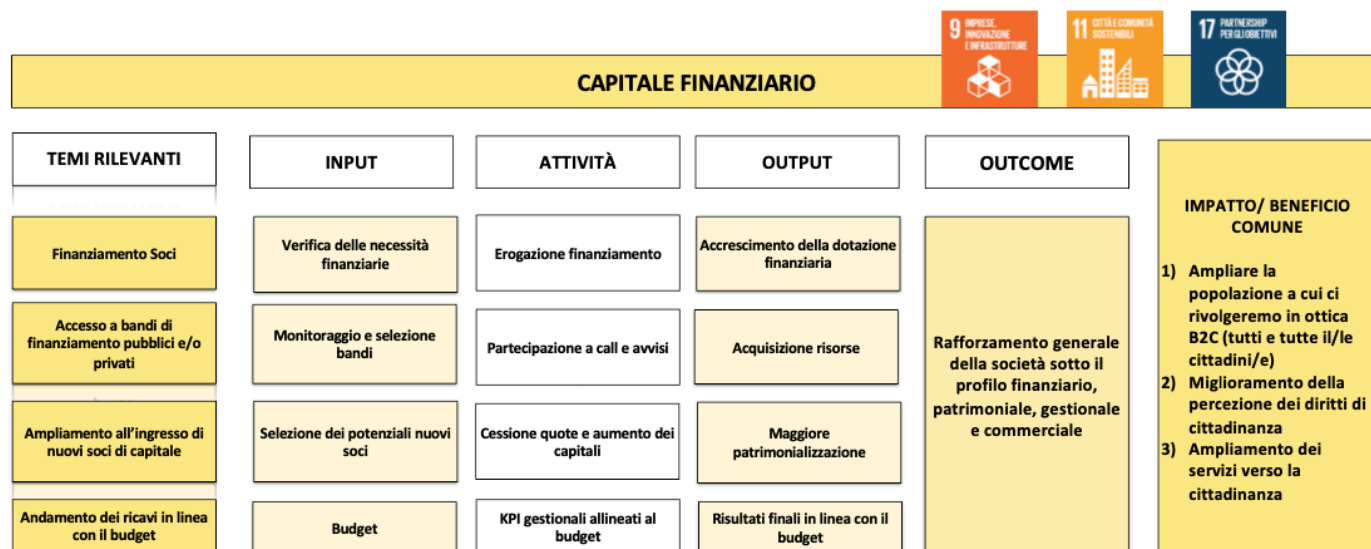 9 IMPRESE,
INNOVAZIONE
E INFRASTRUTTURE
11 CITTÀ E COMUNITÀ
SOSTENIBILI
17 PARTNERSHIP
PER GLI OBIETTIVI
CAPITALE FINANZIARIO
TEMI RILEVANTI
INPUT
ATTIVITÀ
OUTPUT
OUTCOME
Finanziamento Soci
Verifica delle necessità
finanziarie
Erogazione finanziamento
Accrescimento della dotazione
finanziaria
Accesso a bandi di
finanziamento pubblici e/o
privati
Monitoraggio e selezione
bandi
Partecipazione a call e avvisi
Acquisizione risorse
Ampliamento all'ingresso di
nuovi soci di capitale
Selezione dei potenziali nuovi
soci
Cessione quote e aumento dei
capitali
Maggiore
patrimonializzazione
Andamento dei ricavi in linea
con il budget
Budget
KPI gestionali allineati al
budget
Risultati finali in linea con il
budget
Rafforzamento generale
della società sotto il
profilo finanziario,
patrimoniale, gestionale
e commerciale
IMPATTO/ BENEFICIO
COMUNE
1) Ampliare la
popolazione a cui ci
rivolgeremo in ottica
B2C (tutti e tutte il/le
cittadini/e)
2) Miglioramento della
percezione dei diritti di
cittadinanza
3) Ampliamento dei
servizi verso la
cittadinanza